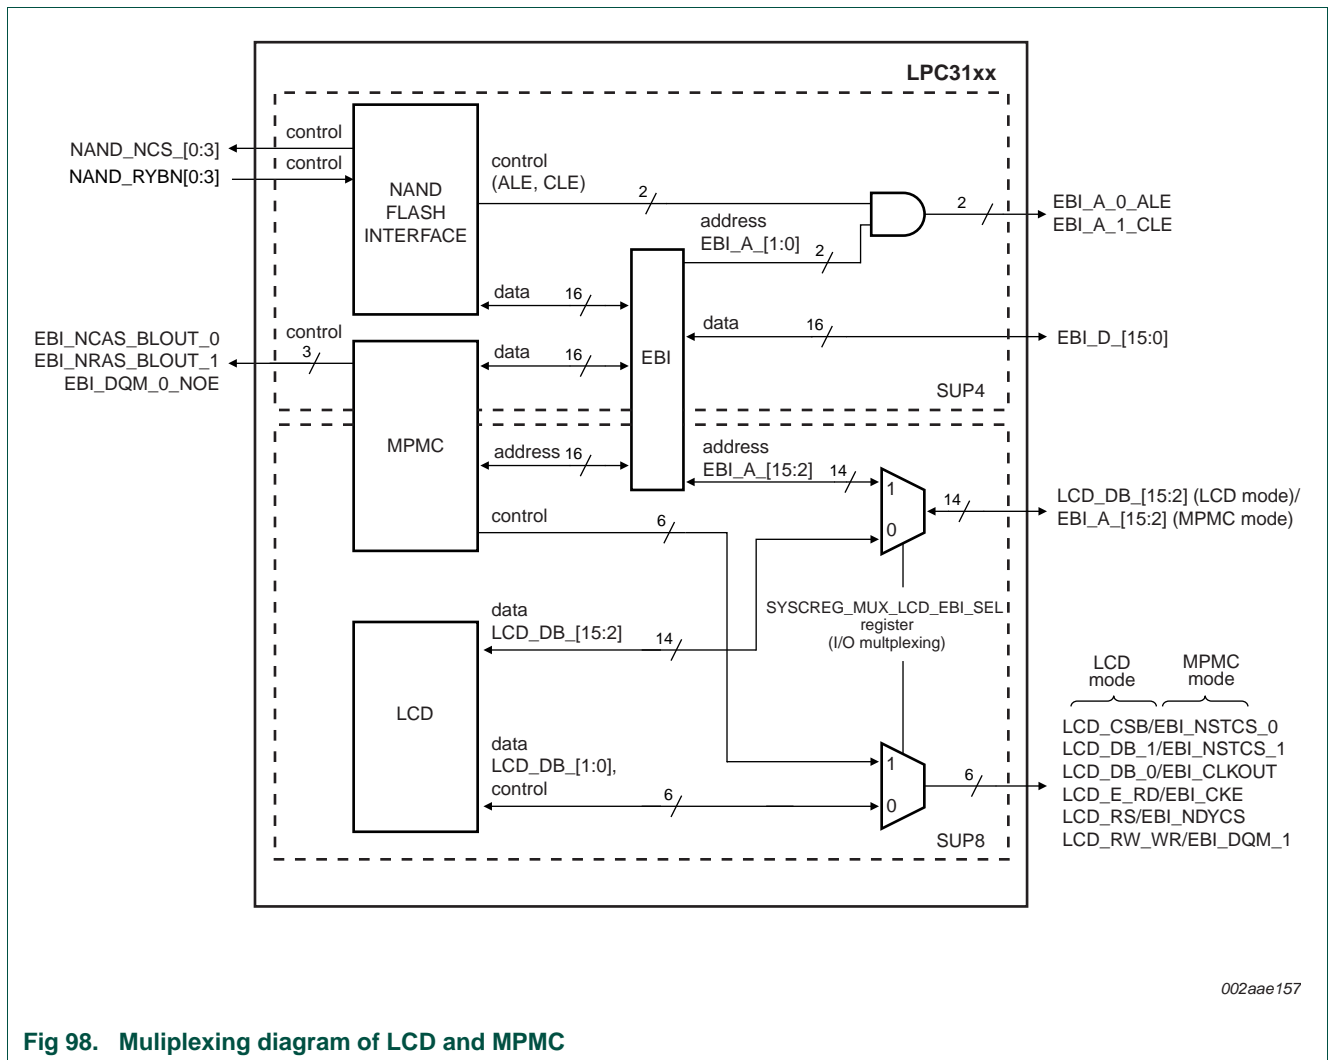 LPC31xx
NAND_NCS_[0:3]
control
NAND_RYBN[0:3]
control
NAND
FLASH
INTERFACE
control
(ALE, CLE)
2
address
EBI_A_[1:0]
2
2
EBI_A_0_ALE
EBI_A_1_CLE
data
16
EBI_NCAS_BLOUT_0
EBI_NRAS_BLOUT_1
EBI_DQM_0_NOE
control
3
data
16
EBI
data
16
EBI_D_[15:0]
SUP4
MPMC
address
16
address
EBI_A_[15:2]
14
1
0
14
LCD_DB_[15:2] (LCD mode)/
EBI_A_[15:2] (MPMC mode)
control
6
SYSCREG_MUX_LCD_EBI_SEL
register
(I/O multplexing)
data
LCD_DB_[15:2]
14
LCD
data
LCD_DB_[1:0],
control
6
1
0
6
SUP8
LCD
mode
MPMC
mode
LCD_CSB/EBI_NSTCS_0
LCD_DB_1/EBI_NSTCS_1
LCD_DB_0/EBI_CLKOUT
LCD_E_RD/EBI_CKE
LCD_RS/EBI_NDYCS
LCD_RW_WR/EBI_DQM_1
002aae157
Fig 98. Muliplexing diagram of LCD and MPMC